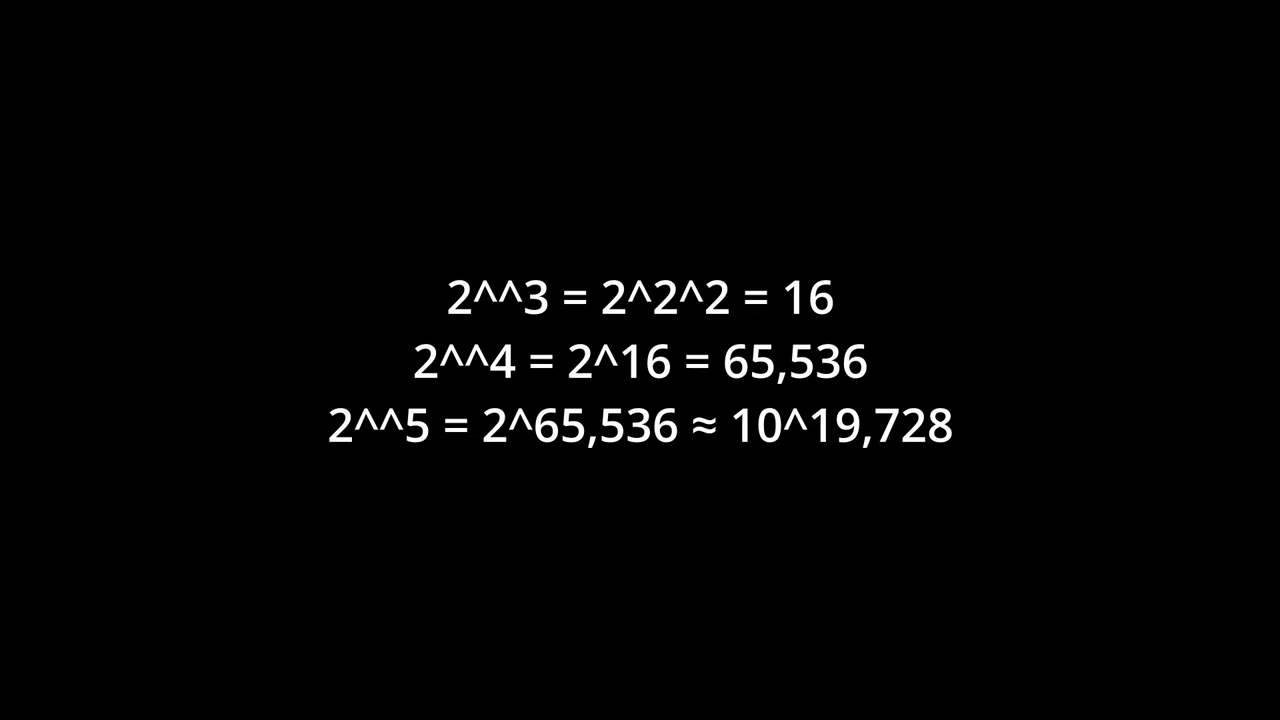 2^^3 = 2^2^2 = 16
2^^4 = 2^16 = 65,536
2^^5 = 2^65,536 ≈ 10^19,728